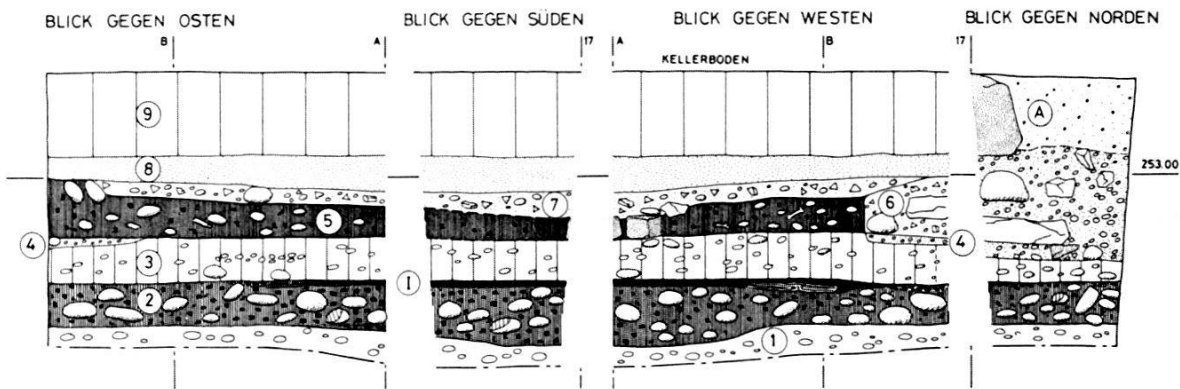 BLICK GEGEN OSTEN
BLICK GEGEN SÜDEN
BLICK GEGEN WESTEN
BLICK GEGEN NORDEN
B
A
17
A
B
17
KELLERBODEN
9
A
8
253.00
5
7
6
4
3
4
I
2
1